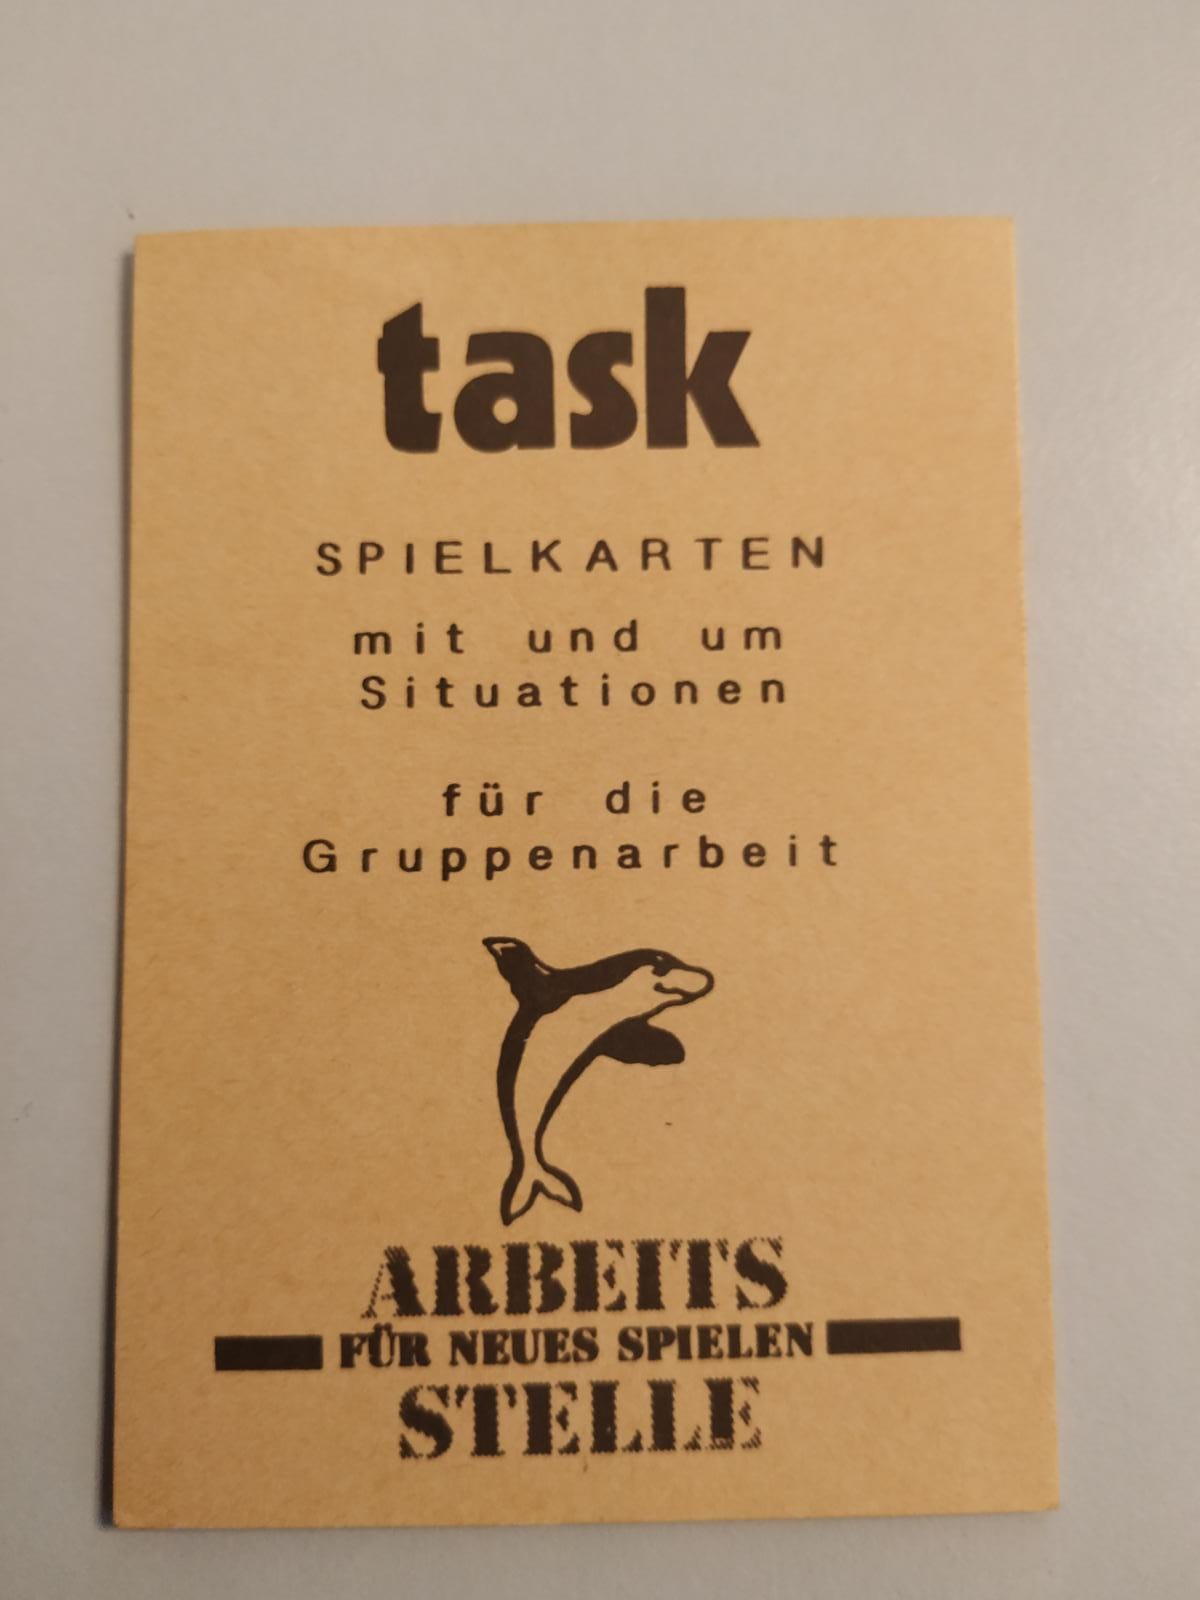 task
SPIELKARTEN
mit und um
Situationen
für die
Gruppenarbeit
ARBEITS
FÜR NEUES SPIELEN
STELLE